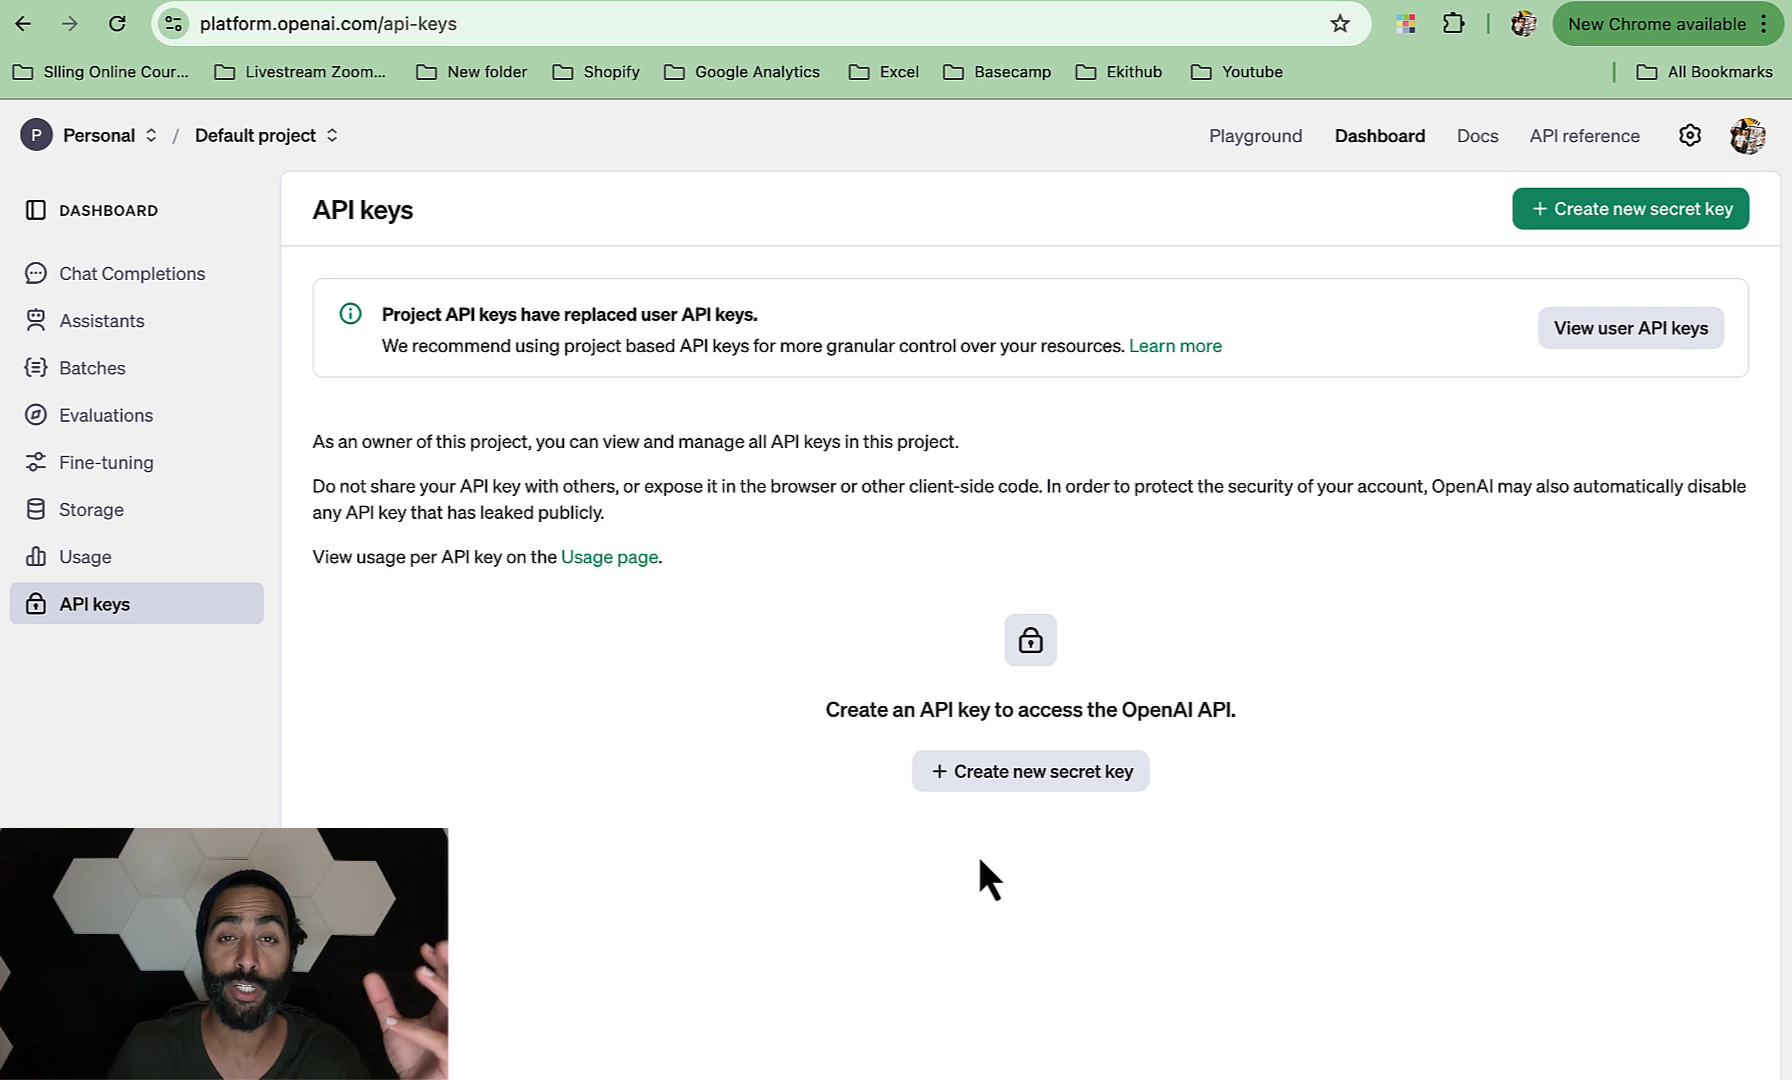 platform.openai.com/api-keys
New Chrome available
Slling Online Cour...
Livestream Zoom...
New folder
Shopify
Google Analytics
Excel
Basecamp
Ekithub
Youtube
All Bookmarks
P
Personal
/
Default project
Playground
Dashboard
Docs
API reference
DASHBOARD
Chat Completions
Assistants
Batches
Evaluations
Fine-tuning
Storage
Usage
API keys
API keys
+ Create new secret key
Project API keys have replaced user API keys.
We recommend using project based API keys for more granular control over your resources. Learn more
View user API keys
As an owner of this project, you can view and manage all API keys in this project.
Do not share your API key with others, or expose it in the browser or other client-side code. In order to protect the security of your account, OpenAI may also automatically disable
any API key that has leaked publicly.
View usage per API key on the Usage page.
Create an API key to access the OpenAI API.
+ Create new secret key